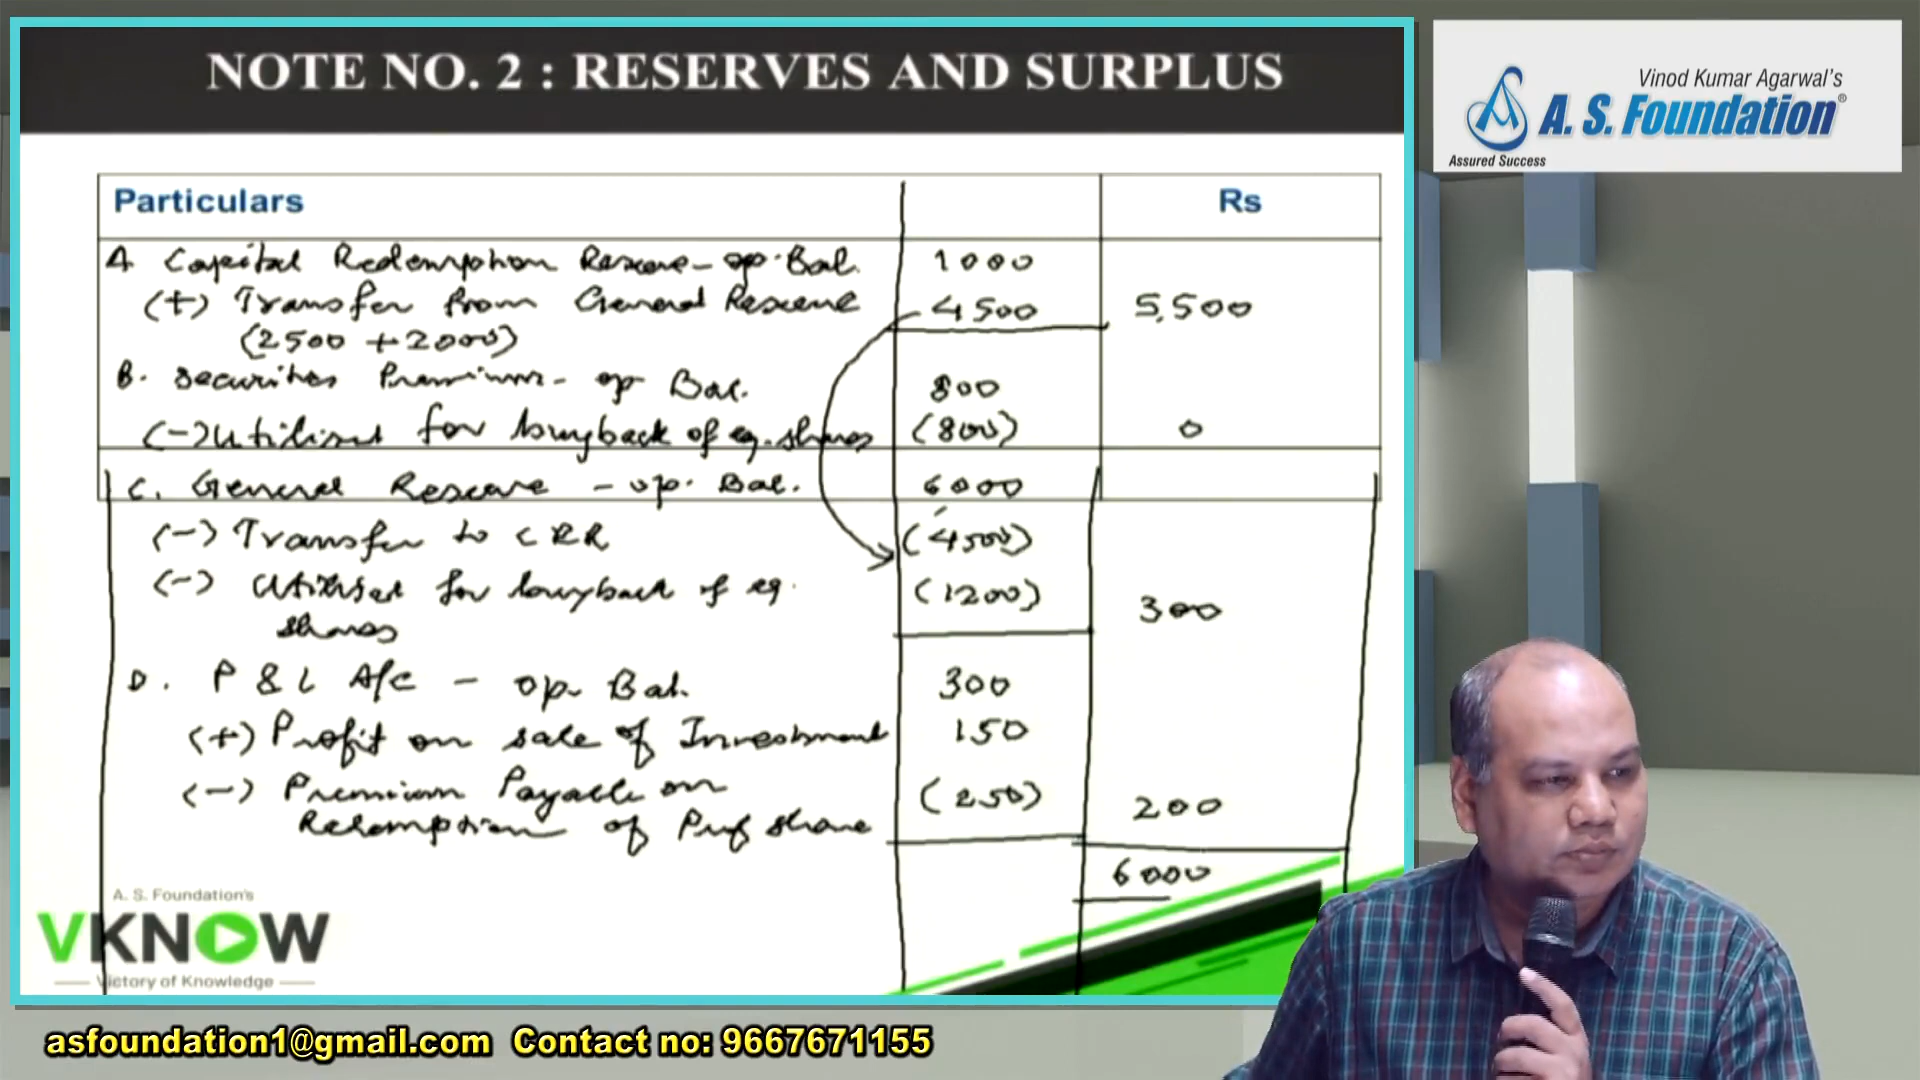 NOTE NO. 2 : RESERVES AND SURPLUS
Vinod Kumar Agarwal's
A. S. Foundation®
Assured Success
Particulars Rs
A. Capital Redemption Reserve - op. Bal. 1000
(+) Transfer from General Reserve 4500 5,500
(2500 + 2000)
B. Securities Premium - op Bal. 800
(-) Utilised for buyback of eq. shares (800) 0
C. General Reserve - op. Bal. 6000
(-) Transfer to CRR (4500)
(-) Utilised for buyback of eq. (1200) 300
shares
D. P & L A/c - op. Bal. 300
(+) Profit on sale of Investment 150
(-) Premium Payable on (250) 200
Redemption of Pref share
6000
A. S. Foundation's
VKNOW
Victory of Knowledge
asfoundation1@gmail.com Contact no: 9667671155